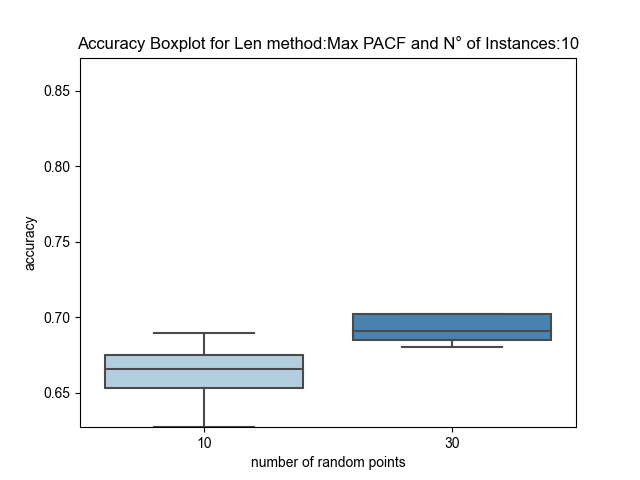 Accuracy Boxplot for Len method:Max PACF and N° of Instances:10
0.85
0.80
0.75
0.70
0.65
accuracy
10
30
number of random points